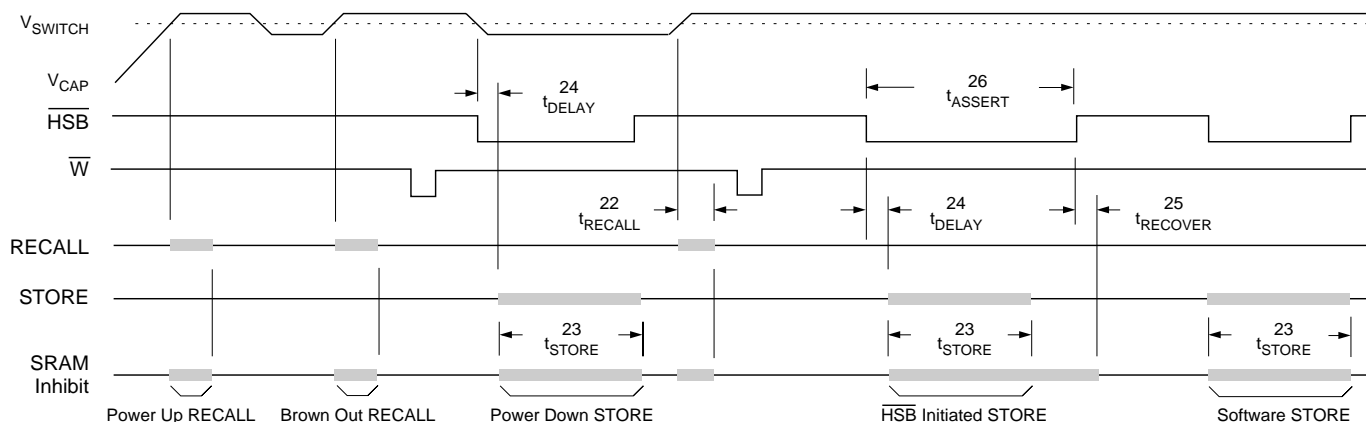 VSWITCH
VCAP
HSB
W
RECALL
STORE
SRAM
Inhibit
24
tDELAY
26
tASSERT
22
tRECALL
24
tDELAY
25
tRECOVER
23
tSTORE
23
tSTORE
23
tSTORE
Power Up RECALL
Brown Out RECALL
Power Down STORE
HSB Initiated STORE
Software STORE